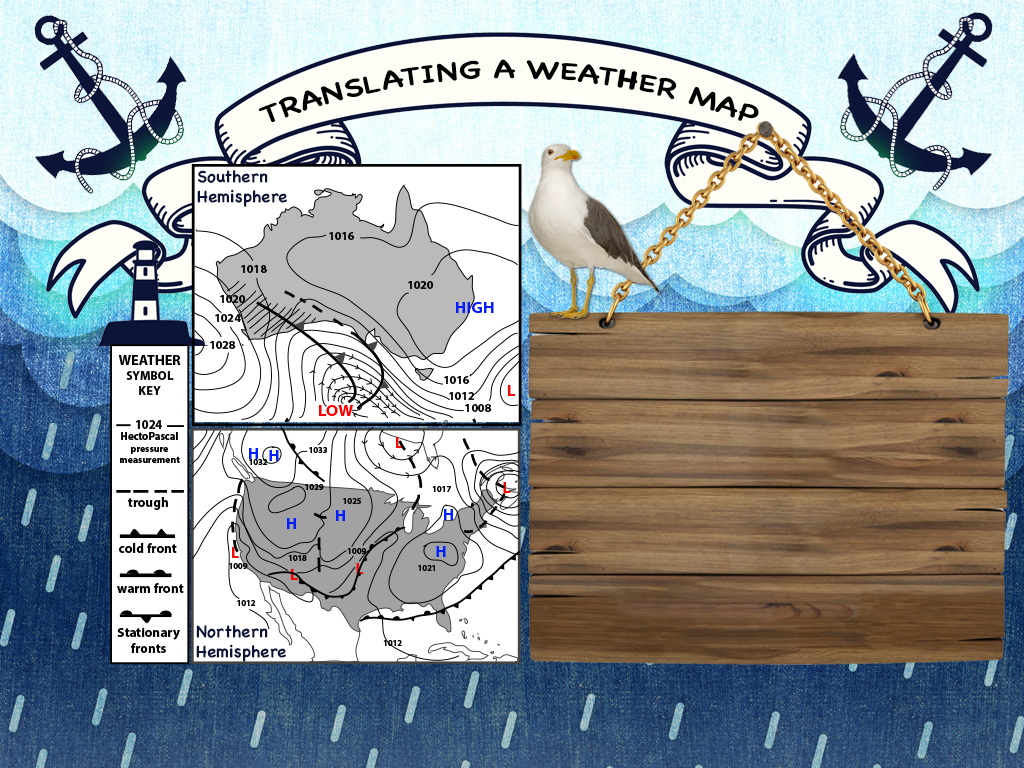 TRANSLATING A WEATHER MAP
Southern
Hemisphere
1016
1018
1020
1020
HIGH
1024
1028
1016
L
1012
LOW
1008
WEATHER
SYMBOL
KEY
1024
HectoPascal
pressure
measurement
trough
cold front
warm front
Stationary
fronts
L
1033
H H
1032
1029
1017
L
1025
H
H
H
1009
H
L
1018
1009
1021
L
L
1012
Northern
Hemisphere
1012